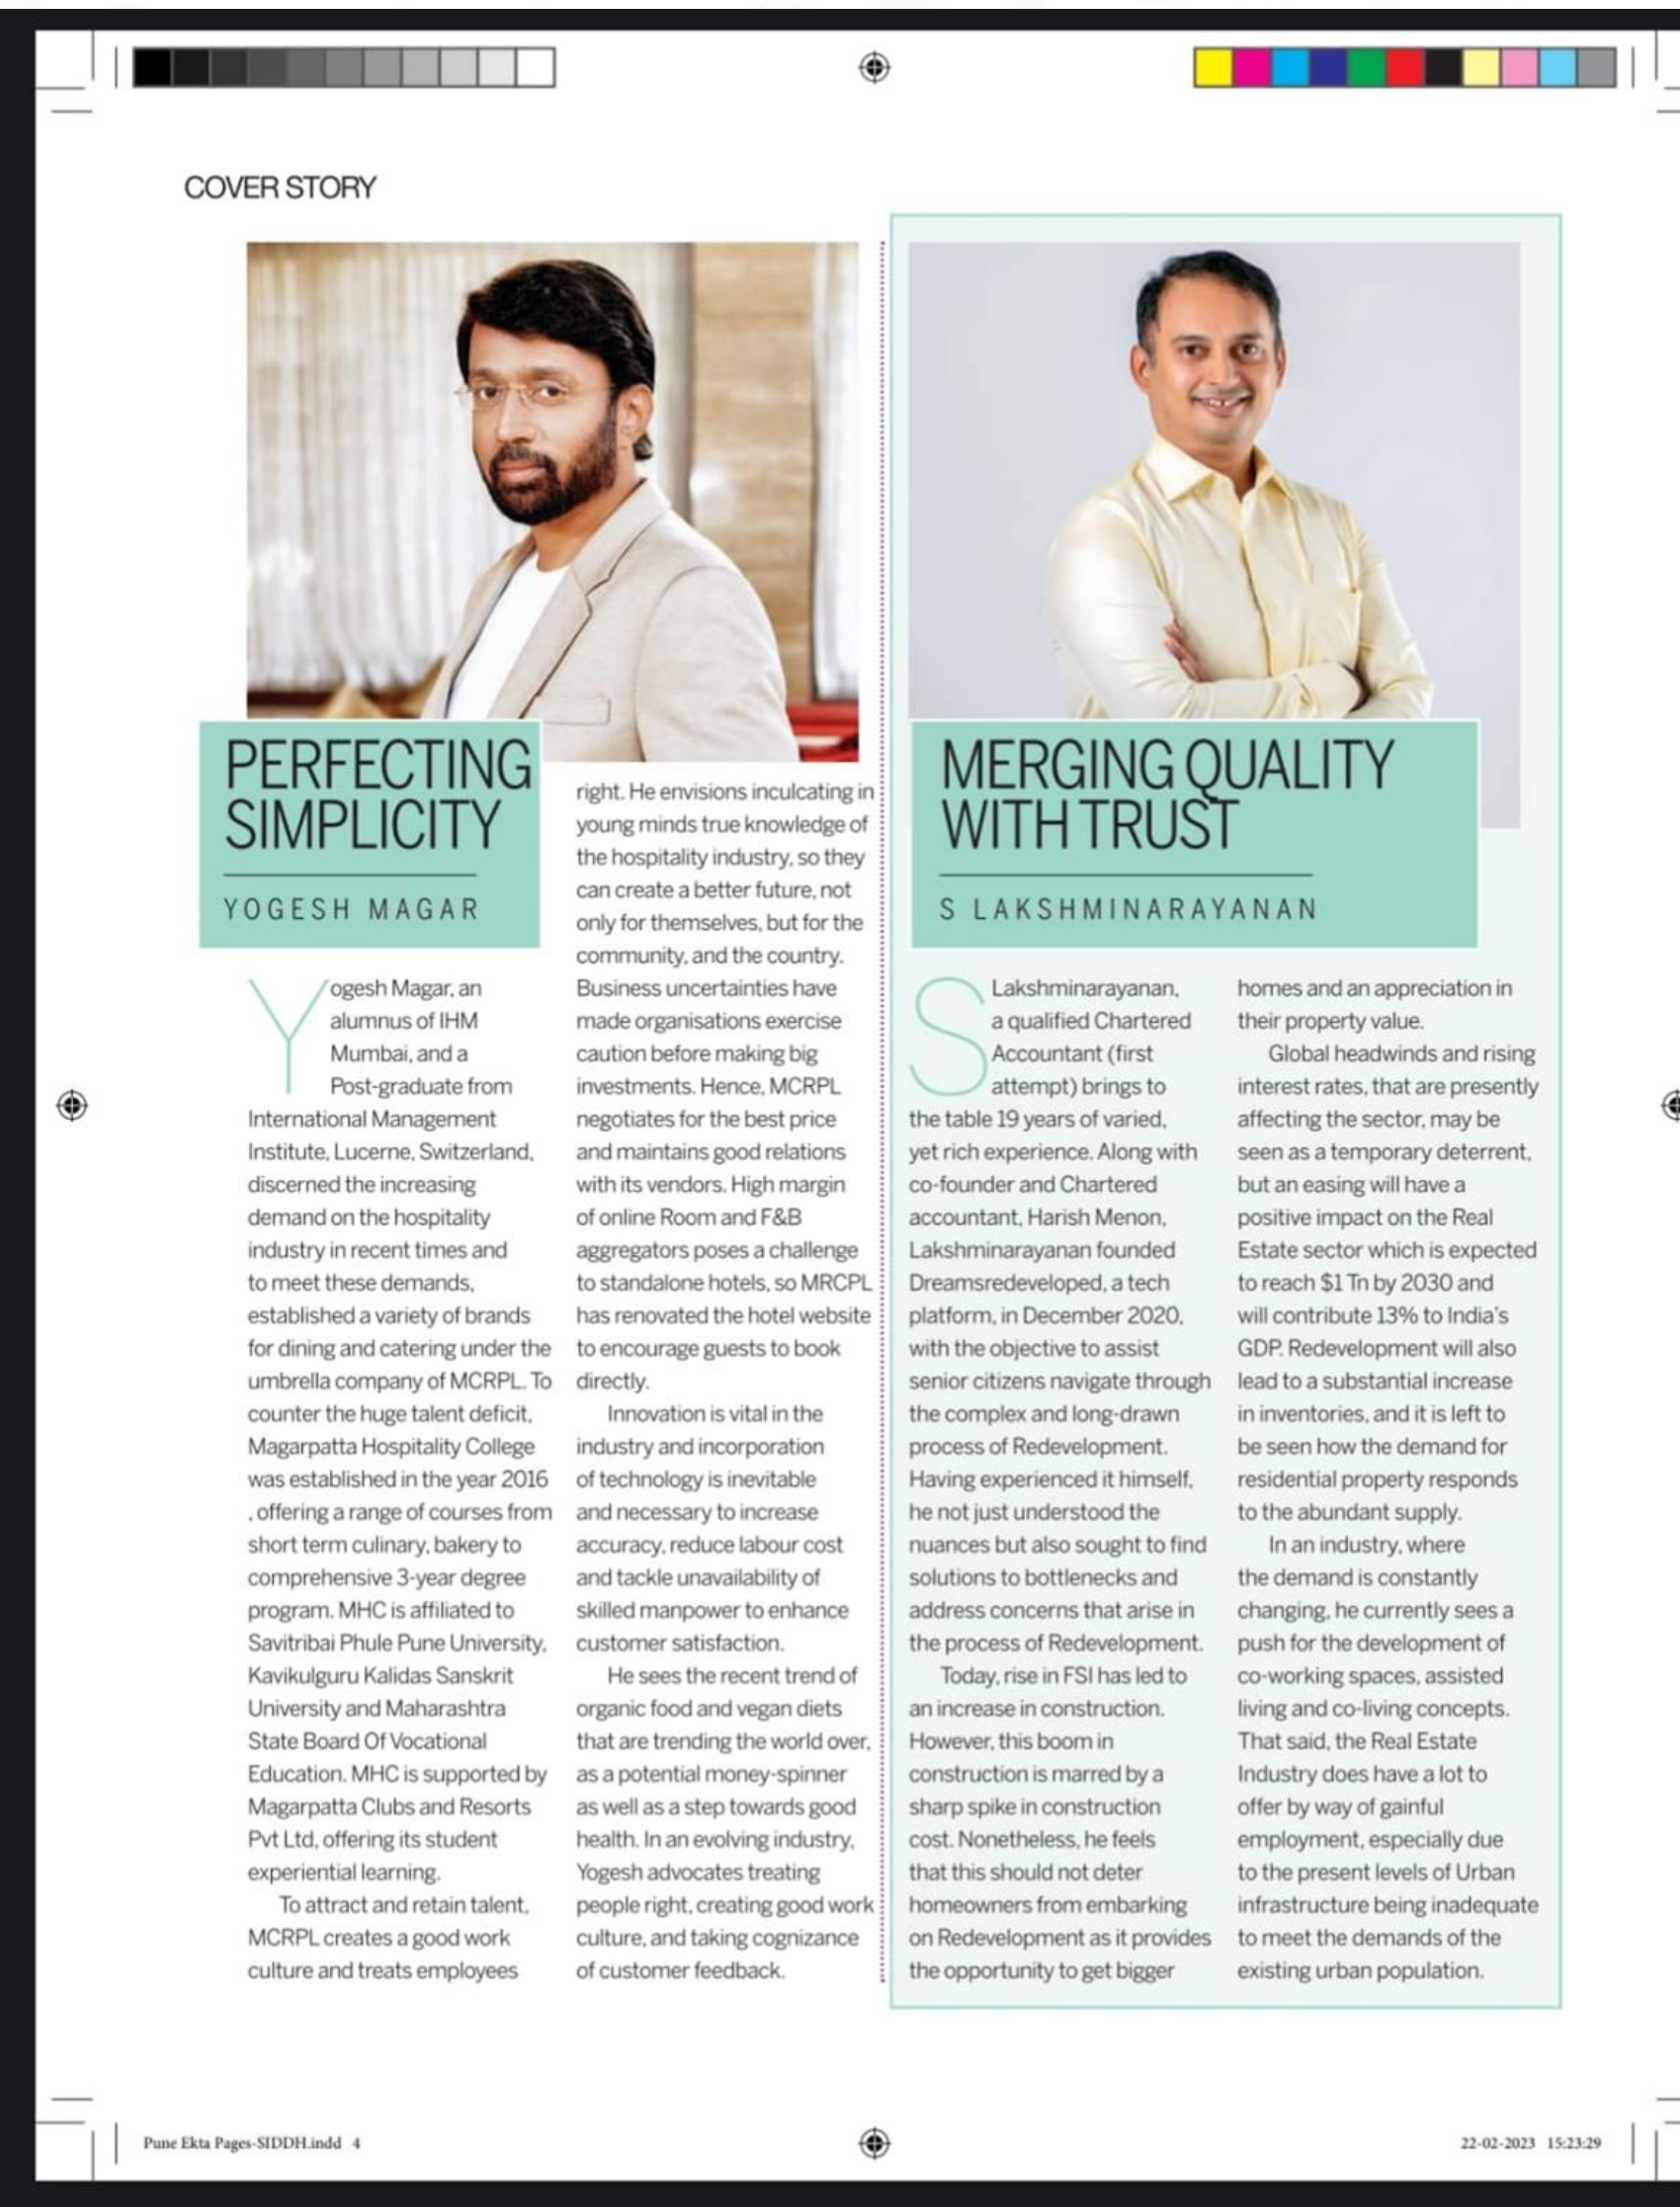 COVER STORY
PERFECTING
SIMPLICITY
YOGESH MAGAR
Yogesh Magar, an
alumnus of IHM
Mumbai, and a
Post-graduate from
International Management
Institute, Lucerne, Switzerland,
discerned the increasing
demand on the hospitality
industry in recent times and
to meet these demands,
established a variety of brands
for dining and catering under the
umbrella company of MCRPL. To
counter the huge talent deficit,
Magarpatta Hospitality College
was established in the year 2016
, offering a range of courses from
short term culinary, bakery to
comprehensive 3-year degree
program. MHC is affiliated to
Savitribai Phule Pune University,
Kavikulguru Kalidas Sanskrit
University and Maharashtra
State Board Of Vocational
Education. MHC is supported by
Magarpatta Clubs and Resorts
Pvt Ltd, offering its student
experiential learning.
To attract and retain talent,
MCRPL creates a good work
culture and treats employees
right. He envisions inculcating in
young minds true knowledge of
the hospitality industry, so they
can create a better future, not
only for themselves, but for the
community, and the country.
Business uncertainties have
made organisations exercise
caution before making big
investments. Hence, MCRPL
negotiates for the best price
and maintains good relations
with its vendors. High margin
of online Room and F&B
aggregators poses a challenge
to standalone hotels, so MRCPL
has renovated the hotel website
to encourage guests to book
directly.
Innovation is vital in the
industry and incorporation
of technology is inevitable
and necessary to increase
accuracy, reduce labour cost
and tackle unavailability of
skilled manpower to enhance
customer satisfaction.
He sees the recent trend of
organic food and vegan diets
that are trending the world over,
as a potential money-spinner
as well as a step towards good
health. In an evolving industry,
Yogesh advocates treating
people right, creating good work
culture, and taking cognizance
of customer feedback.
MERGING QUALITY
WITH TRUST
S LAKSHMINARAYANAN
S Lakshminarayanan,
a qualified Chartered
Accountant (first
attempt) brings to
the table 19 years of varied,
yet rich experience. Along with
co-founder and Chartered
accountant, Harish Menon,
Lakshminarayanan founded
Dreamsredeveloped, a tech
platform, in December 2020,
with the objective to assist
senior citizens navigate through
the complex and long-drawn
process of Redevelopment.
Having experienced it himself,
he not just understood the
nuances but also sought to find
solutions to bottlenecks and
address concerns that arise in
the process of Redevelopment.
Today, rise in FSI has led to
an increase in construction.
However, this boom in
construction is marred by a
sharp spike in construction
cost. Nonetheless, he feels
that this should not deter
homeowners from embarking
on Redevelopment as it provides
the opportunity to get bigger
homes and an appreciation in
their property value.
Global headwinds and rising
interest rates, that are presently
affecting the sector, may be
seen as a temporary deterrent,
but an easing will have a
positive impact on the Real
Estate sector which is expected
to reach $1 Tn by 2030 and
will contribute 13% to India's
GDP. Redevelopment will also
lead to a substantial increase
in inventories, and it is left to
be seen how the demand for
residential property responds
to the abundant supply.
In an industry, where
the demand is constantly
changing, he currently sees a
push for the development of
co-working spaces, assisted
living and co-living concepts.
That said, the Real Estate
Industry does have a lot to
offer by way of gainful
employment, especially due
to the present levels of Urban
infrastructure being inadequate
to meet the demands of the
existing urban population.
Pune Ekta Pages-SIDDH.indd 4
22-02-2023 15:23:29